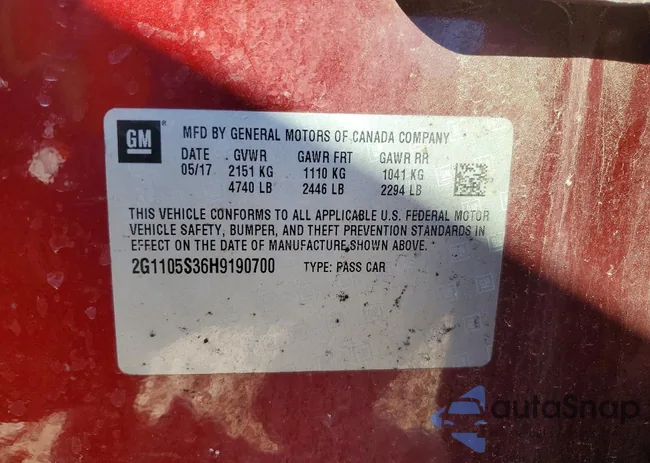 GM
MFD BY GENERAL MOTORS OF CANADA COMPANY
DATE GVWR GAWR FRT GAWR RR
05/17 2151 KG 1110 KG 1041 KG
4740 LB 2446 LB 2294 LB
THIS VEHICLE CONFORMS TO ALL APPLICABLE U.S. FEDERAL MOTOR
VEHICLE SAFETY, BUMPER, AND THEFT PREVENTION STANDARDS IN
EFFECT ON THE DATE OF MANUFACTURE SHOWN ABOVE.
2G1105S36H9190700 TYPE: PASS CAR
autoSnap